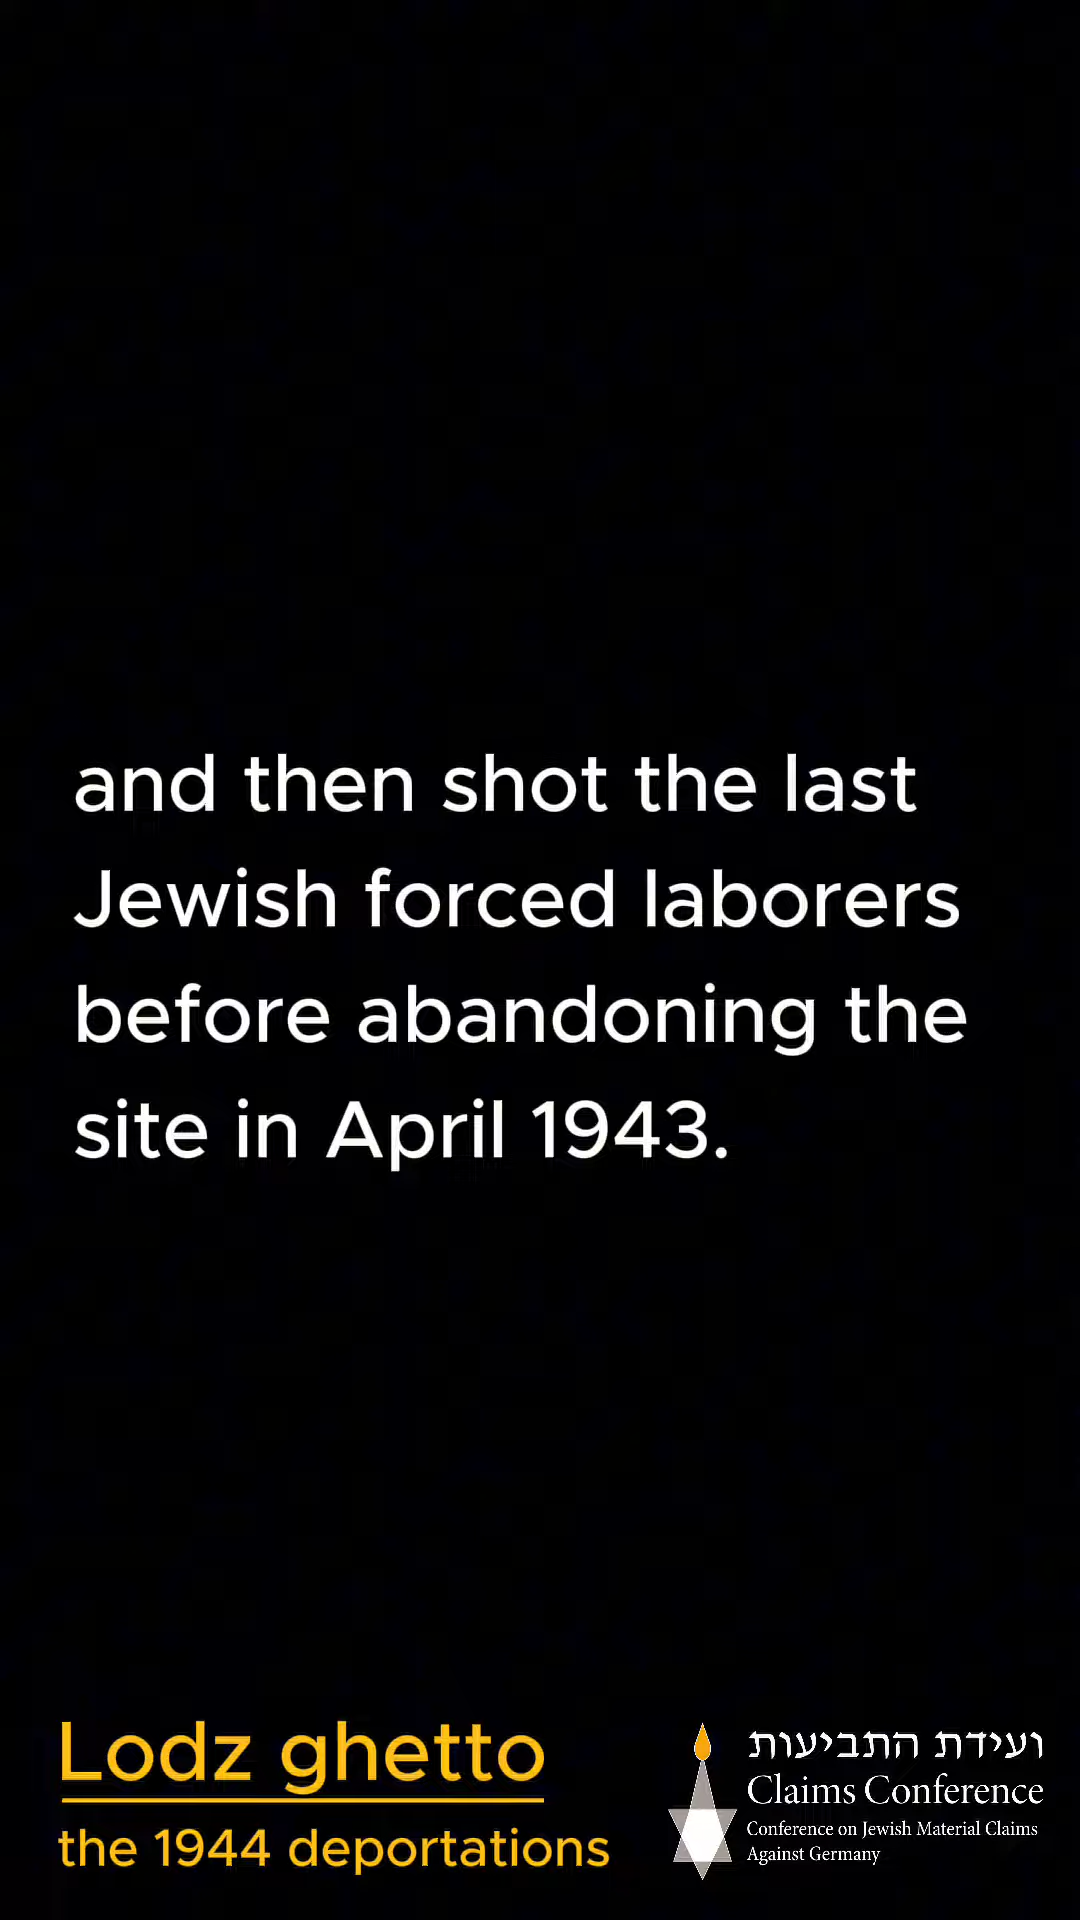 and then shot the last
Jewish forced laborers
before abandoning the
site in April 1943.
Lodz ghetto
the 1944 deportations
ועידת התביעות
Claims Conference
Conference on Jewish Material Claims
Against Germany